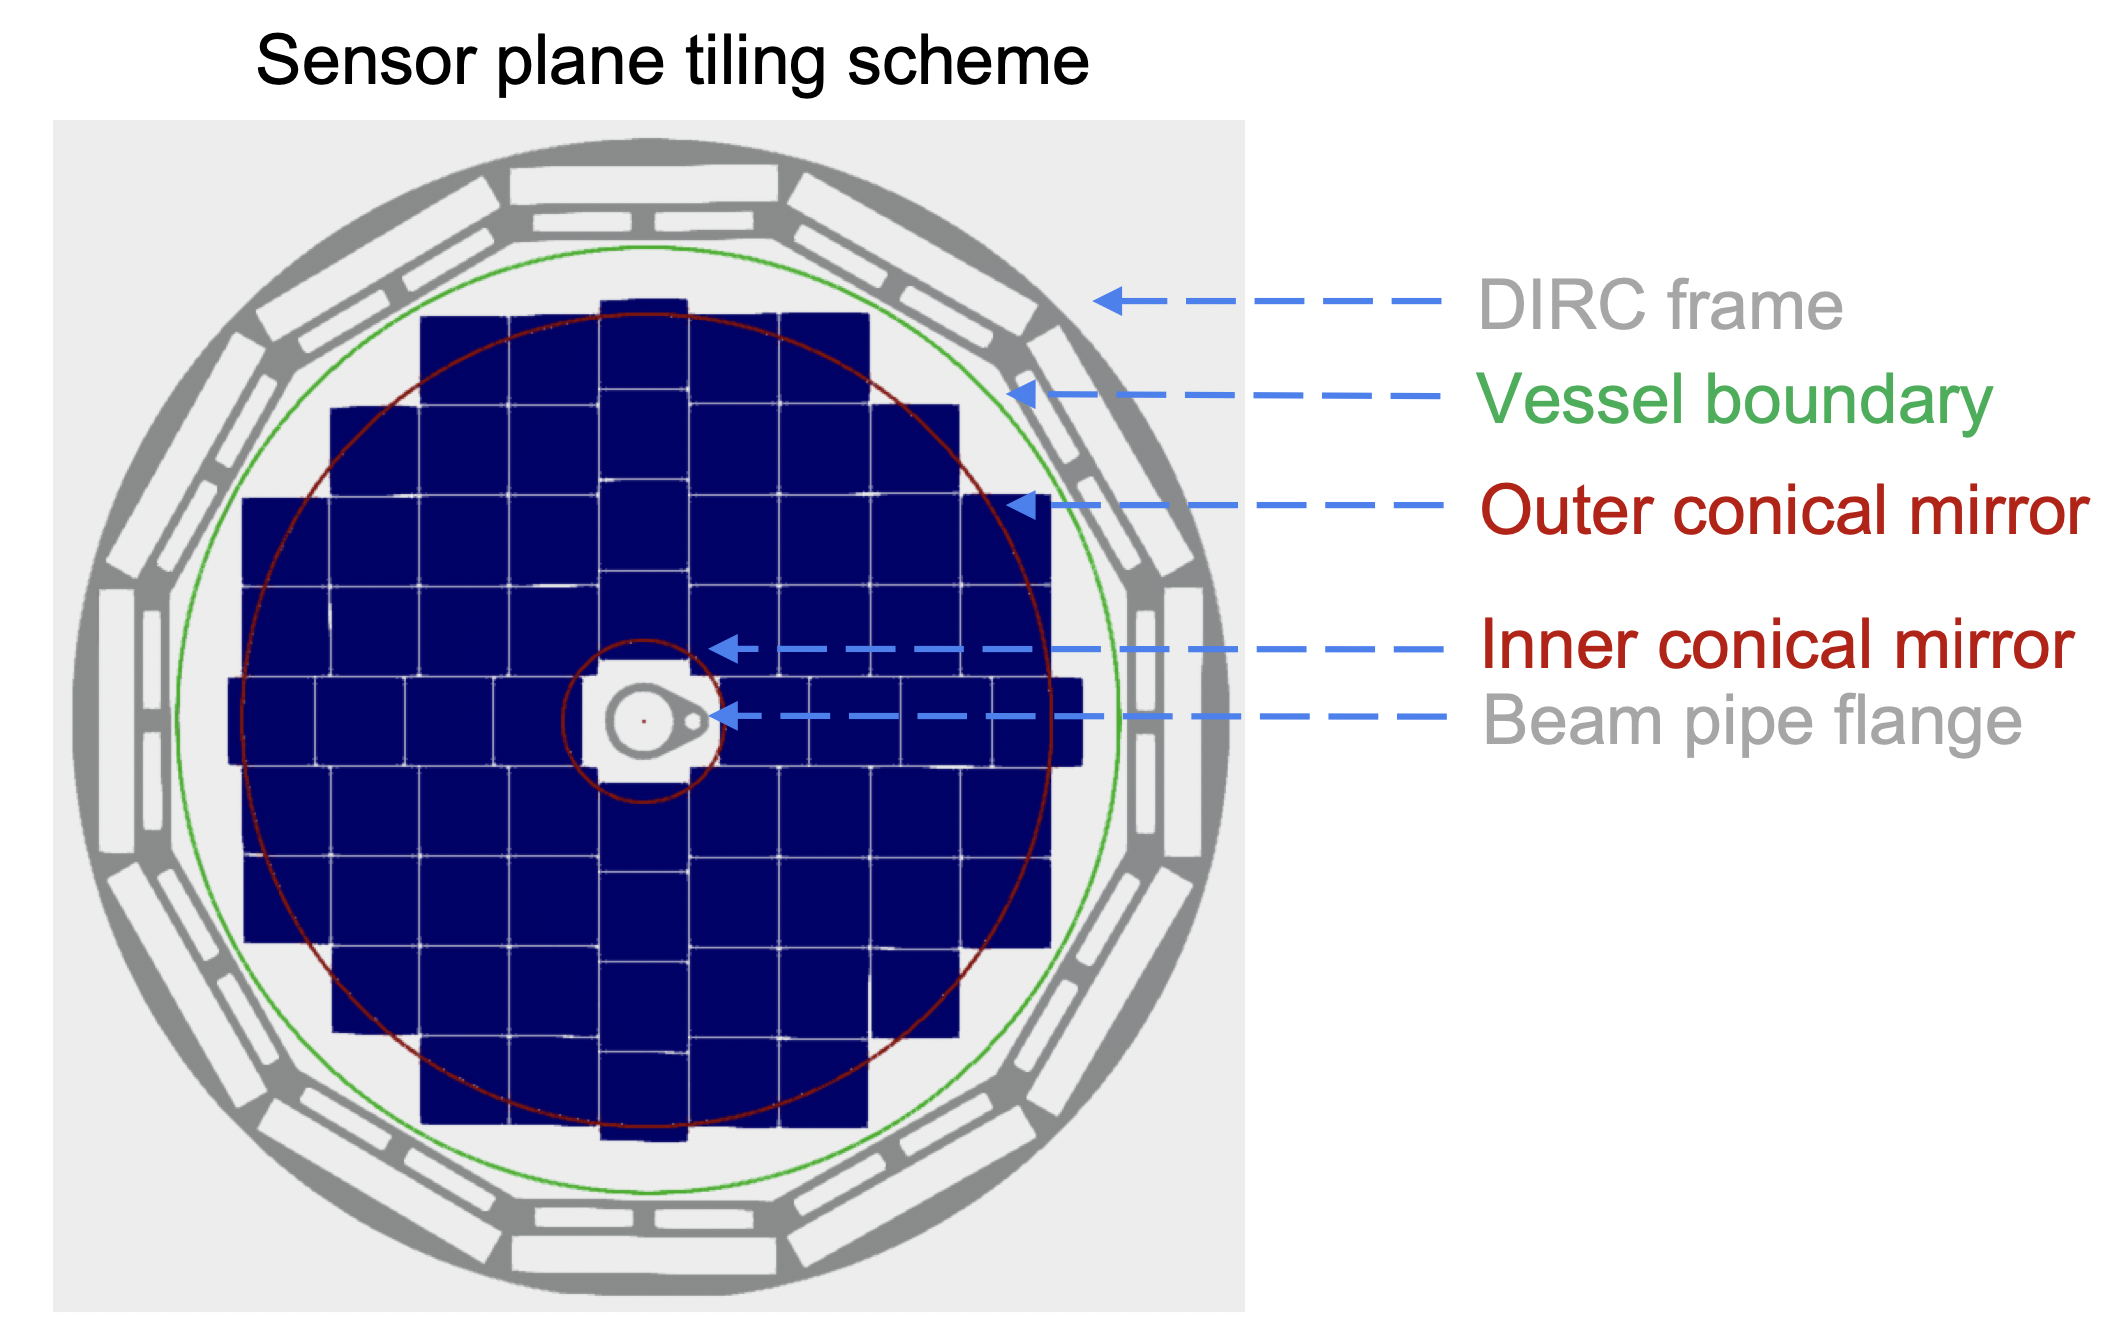 Sensor plane tiling scheme
DIRC frame
Vessel boundary
Outer conical mirror
Inner conical mirror
Beam pipe flange